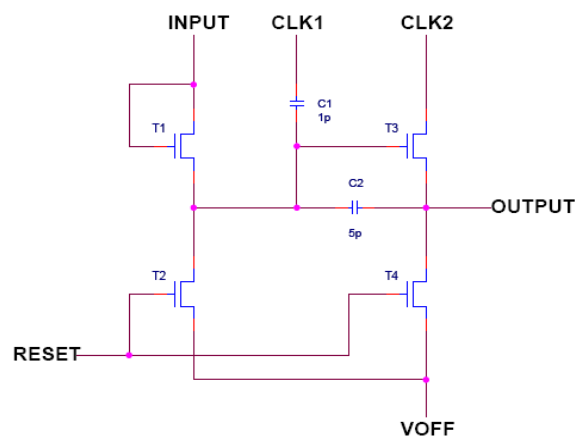 INPUT CLK1 CLK2
C1
1p
T1 T3
C2
OUTPUT
5p
T2 T4
RESET
VOFF